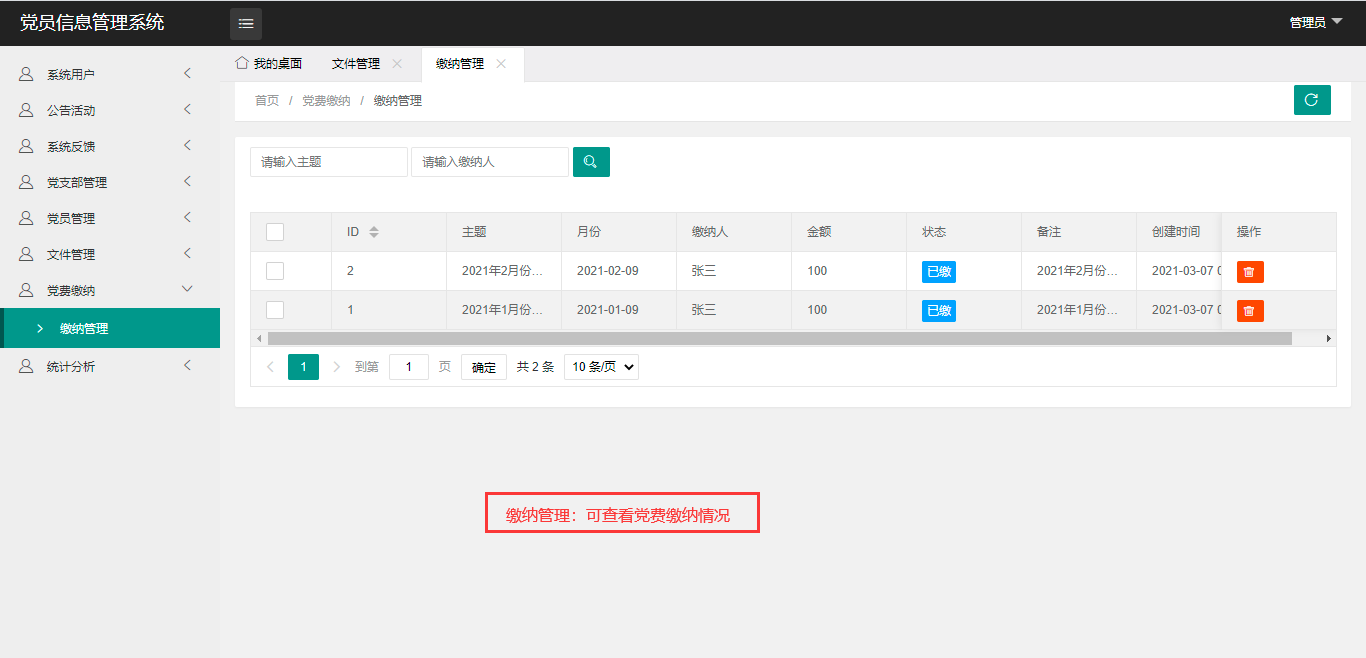 党员信息管理系统
管理员
系统用户
公告活动
系统反馈
党支部管理
党员管理
文件管理
党费缴纳
缴纳管理
统计分析
我的桌面 文件管理 缴纳管理
首页 / 党费缴纳 / 缴纳管理
请输入主题 请输入缴纳人
ID 主题 月份 缴纳人 金额 状态 备注 创建时间 操作
2 2021年2月份... 2021-02-09 张三 100 已缴 2021年2月份... 2021-03-07 0
1 2021年1月份... 2021-01-09 张三 100 已缴 2021年1月份... 2021-03-07 0
1 到第 1 页 确定 共 2 条 10 条/页
缴纳管理：可查看党费缴纳情况